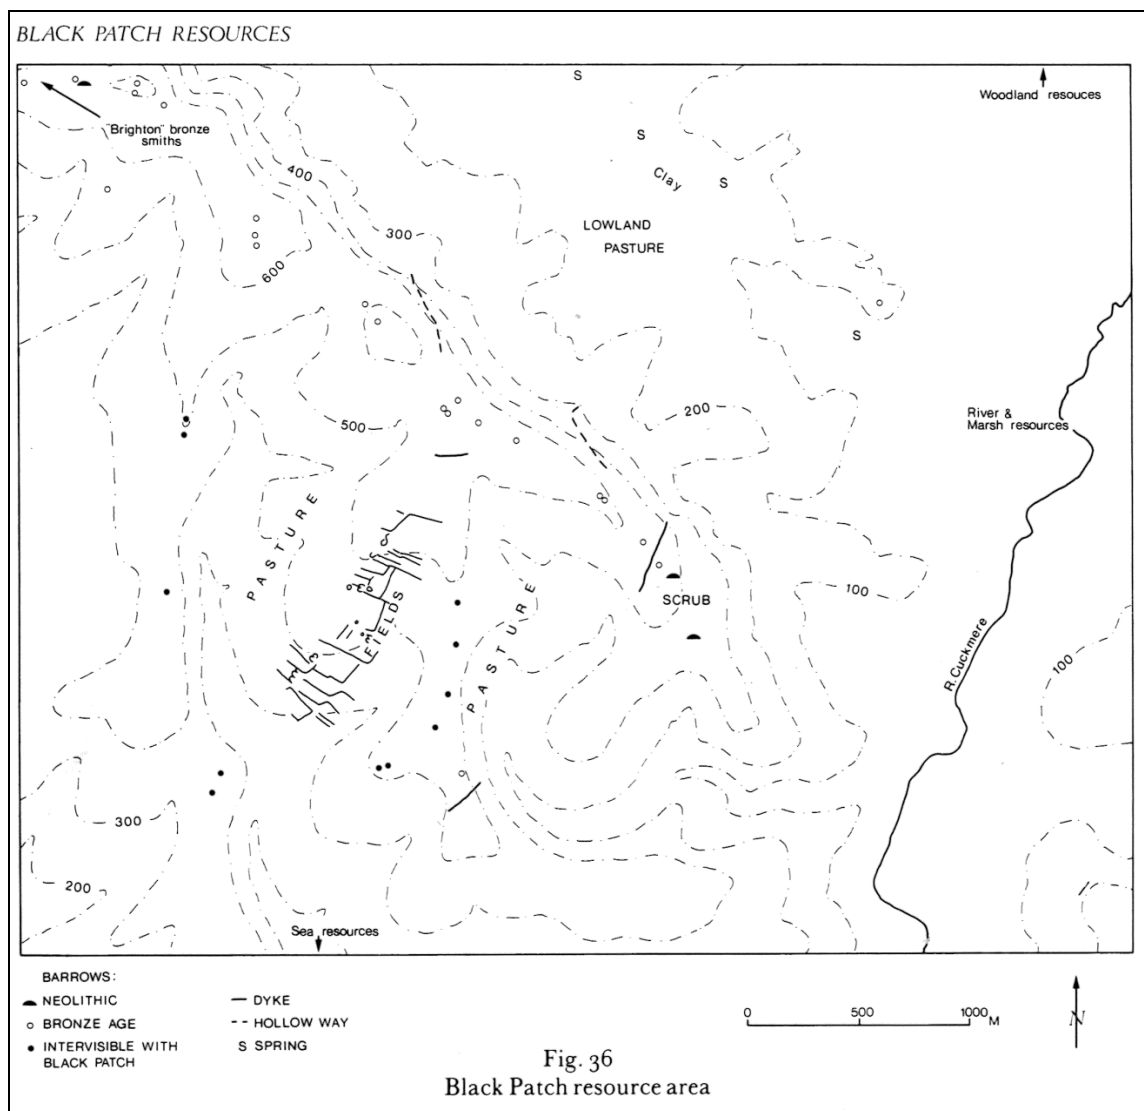 BLACK PATCH RESOURCES
Woodland resouces
"Brighton" bronze
smiths
S
S
Clay
S
400
LOWLAND
PASTURE
300
600
S
200
River &
Marsh resources
500
PASTURE
PASTURE
FIELDS
SCRUB
100
R. Cuckmere
100
300
200
Sea resources
BARROWS:
NEOLITHIC
BRONZE AGE
INTERVISIBLE WITH
BLACK PATCH
DYKE
HOLLOW WAY
S SPRING
0 500 1000M
N
Fig. 36
Black Patch resource area